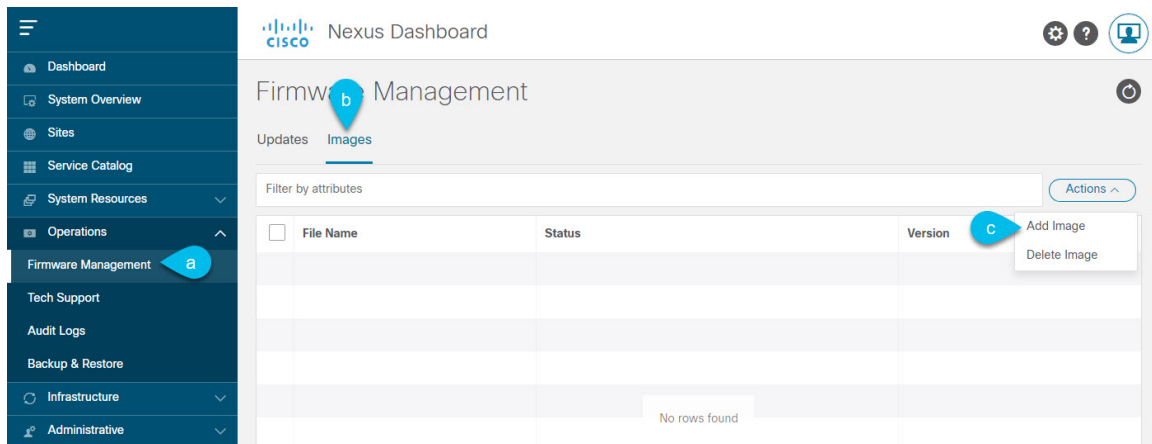 CISCO Nexus Dashboard
?
Dashboard
System Overview
Sites
Service Catalog
System Resources
Operations
Firmware Management
a
Tech Support
Audit Logs
Backup & Restore
Infrastructure
Administrative
Firmware Management
b
Updates Images
Filter by attributes
Actions
File Name Status Version
c
Add Image
Delete Image
No rows found